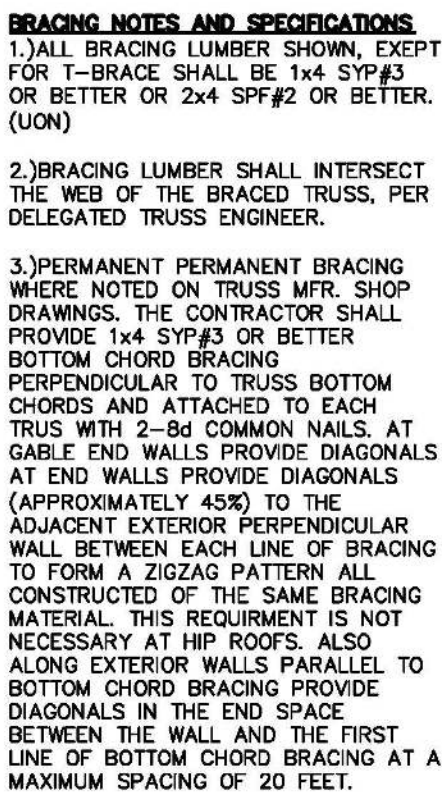 BRACING NOTES AND SPECIFICATIONS
1.)ALL BRACING LUMBER SHOWN, EXEPT
FOR T-BRACE SHALL BE 1x4 SYP#3
OR BETTER OR 2x4 SPF#2 OR BETTER.
(UON)
2.)BRACING LUMBER SHALL INTERSECT
THE WEB OF THE BRACED TRUSS, PER
DELEGATED TRUSS ENGINEER.
3.)PERMANENT PERMANENT BRACING
WHERE NOTED ON TRUSS MFR. SHOP
DRAWINGS. THE CONTRACTOR SHALL
PROVIDE 1x4 SYP#3 OR BETTER
BOTTOM CHORD BRACING
PERPENDICULAR TO TRUSS BOTTOM
CHORDS AND ATTACHED TO EACH
TRUS WITH 2-8d COMMON NAILS. AT
GABLE END WALLS PROVIDE DIAGONALS
AT END WALLS PROVIDE DIAGONALS
(APPROXIMATELY 45%) TO THE
ADJACENT EXTERIOR PERPENDICULAR
WALL BETWEEN EACH LINE OF BRACING
TO FORM A ZIGZAG PATTERN ALL
CONSTRUCTED OF THE SAME BRACING
MATERIAL. THIS REQUIRMENT IS NOT
NECESSARY AT HIP ROOFS. ALSO
ALONG EXTERIOR WALLS PARALLEL TO
BOTTOM CHORD BRACING PROVIDE
DIAGONALS IN THE END SPACE
BETWEEN THE WALL AND THE FIRST
LINE OF BOTTOM CHORD BRACING AT A
MAXIMUM SPACING OF 20 FEET.